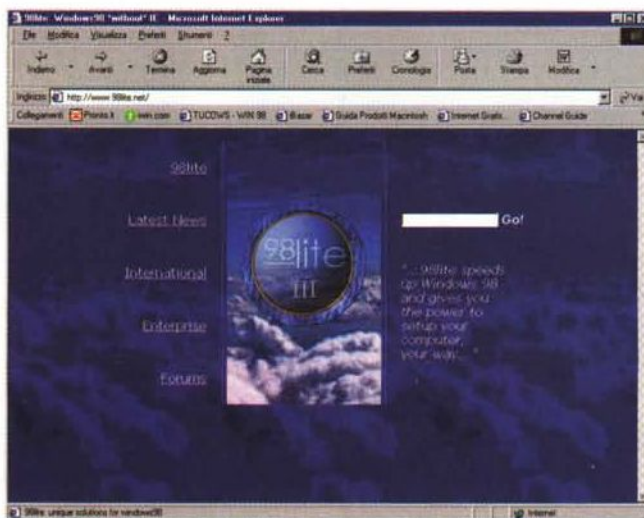 98lite: Windows98 *without* IE - Microsoft Internet Explorer
File Modifica Visualizza Preferiti Strumenti ?
Indietro Avanti Termina Aggiorna Pagina iniziale Cerca Preferiti Cronologia Posta Stampa Modifica
Indirizzo http://www.98lite.net/ Vai
Collegamenti TUCOWS - WIN 98 iBazar Guida Prodotti Macintosh Internet Gratis... Channel Guide
98lite
Latest News
International
Enterprise
Forums
98lite
III
Go!
"...98lite speeds
up Windows 98
and gives you
the power to
setup your
computer,
your way..."
98lite: unique solutions for windows98
Internet